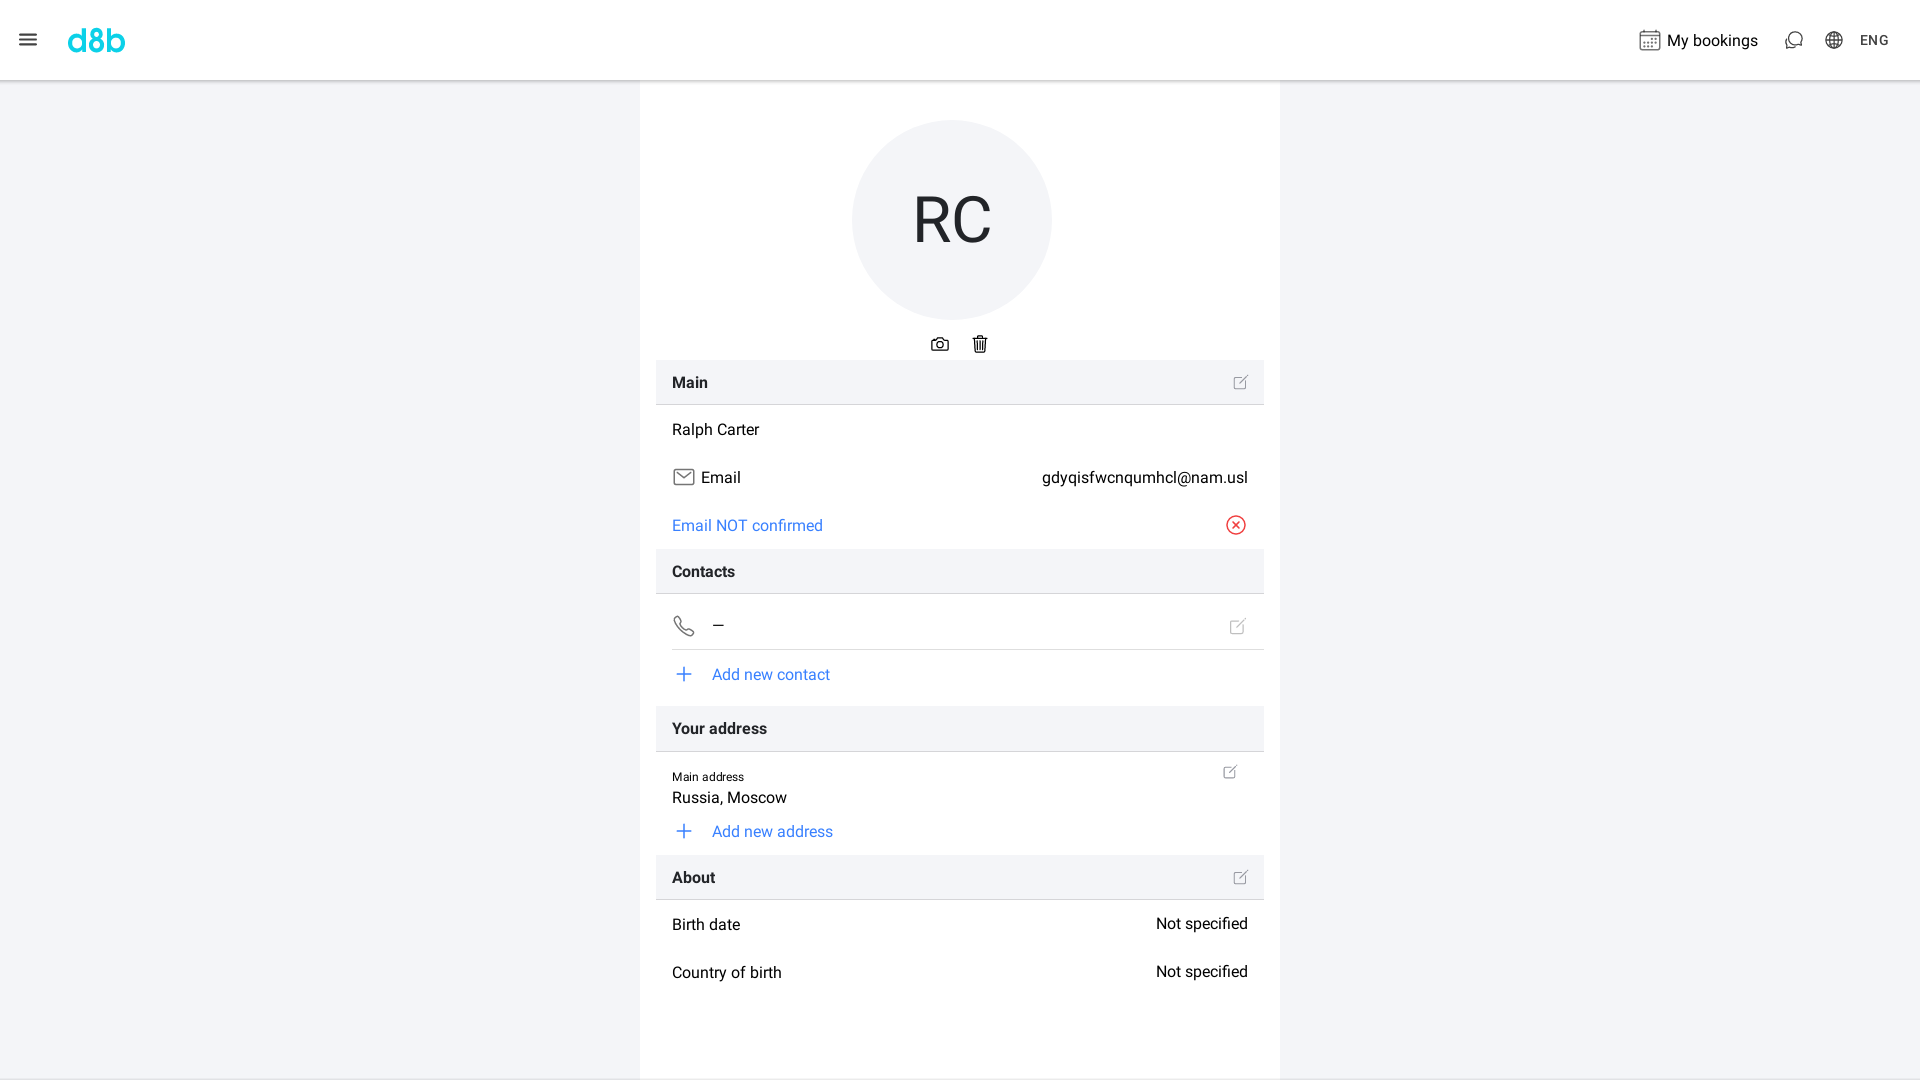 d8b
My bookings
ENG
RC
Main
Ralph Carter
Email gdyqisfwcnqumhcl@nam.usl
Email NOT confirmed
Contacts
—
Add new contact
Your address
Main address
Russia, Moscow
Add new address
About
Birth date Not specified
Country of birth Not specified